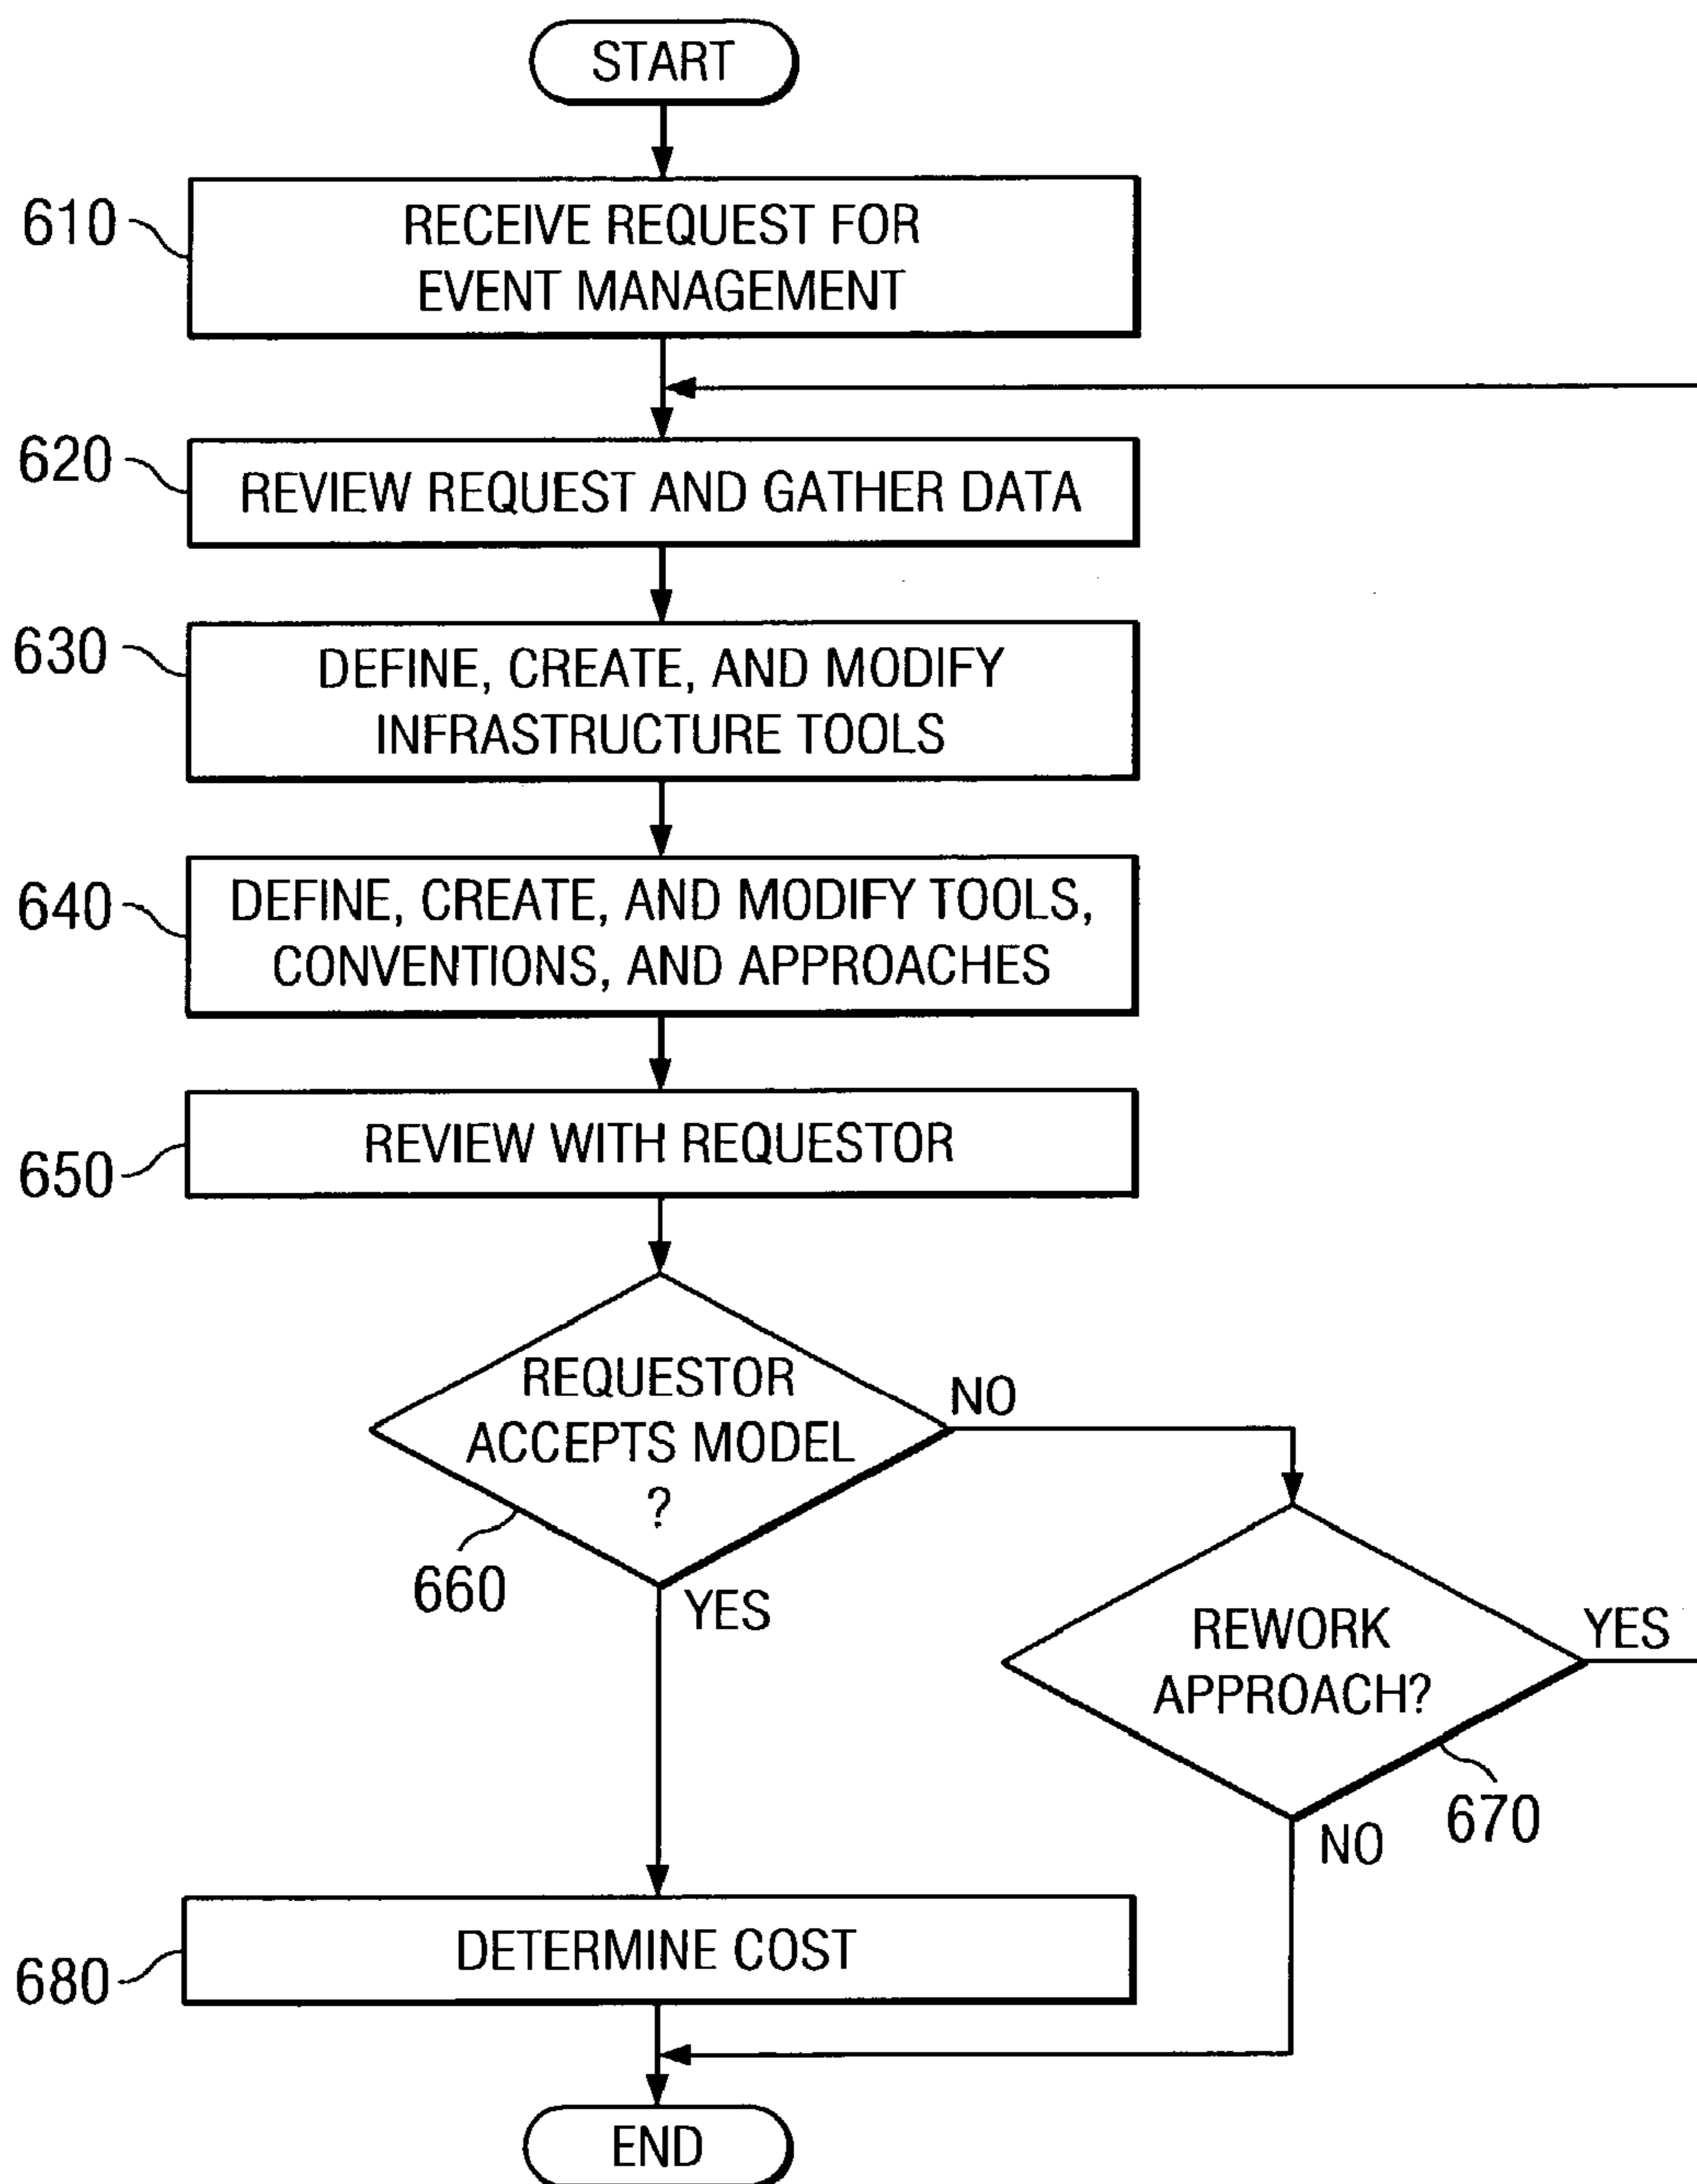 START
610
RECEIVE REQUEST FOR
EVENT MANAGEMENT
620
REVIEW REQUEST AND GATHER DATA
630
DEFINE, CREATE, AND MODIFY
INFRASTRUCTURE TOOLS
640
DEFINE, CREATE, AND MODIFY TOOLS,
CONVENTIONS, AND APPROACHES
650
REVIEW WITH REQUESTOR
REQUESTOR
ACCEPTS MODEL
?
NO
660
YES
REWORK
APPROACH?
YES
670
NO
680
DETERMINE COST
END